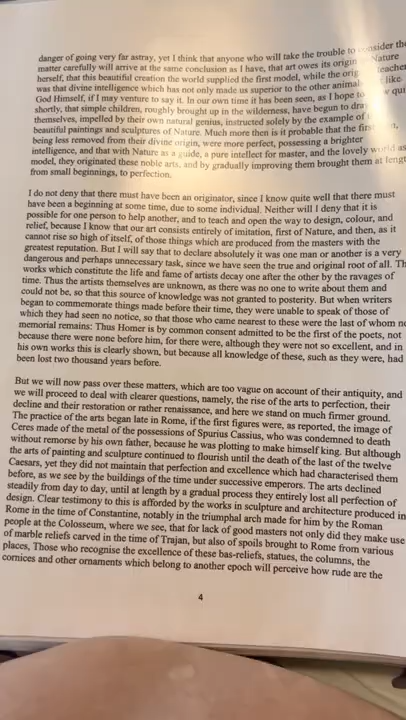 danger of going very far astray, yet I think that anyone who will take the trouble to consider the
matter carefully will arrive at the same conclusion as I have, that art owes its origin Nature
herself, that this beautiful creation the world supplied the first model, while the teacher
was that divine intelligence which has not only made us superior to the other animals like
God Himself, if I may venture to say it. In our own time it has been seen, as I hope to
shortly, that simple children, roughly brought up in the wilderness, have begun to
themselves, impelled by their own natural genius, instructed solely by the example of
beautiful paintings and sculptures of Nature. Much more then is it probable that the
being less removed from their divine origin, were more perfect, possessing a brighter
intelligence, and that with Nature as a guide, a pure intellect for master, and the lovely world as
model, they originated these noble arts, and by gradually improving them brought them at
from small beginnings, to perfection.
I do not deny that there must have been an originator, since I know quite well that there must
have been a beginning at some time, due to some individual. Neither will I deny that it is
possible for one person to help another, and to teach and open the way to design, colour, and
relief, because I know that our art consists entirely of imitation, first of Nature, and then, as it
cannot rise so high of itself, of those things which are produced from the masters with the
greatest reputation. But I will say that to declare absolutely it was one man or another is a very
dangerous and perhaps unnecessary task, since we have seen the true and original root of all.
works which constitute the life and fame of artists decay one after the other by the ravages of
time. Thus the artists themselves are unknown, as there was no one to write about them and
could not be, so that this source of knowledge was not granted to posterity. But when writers
began to commemorate things made before their time, they were unable to speak of those of
which they had seen no notice, so that those who came nearest to these were the last of whom
memorial remains: Thus Homer is by common consent admitted to be the first of the poets, not
because there were none before him, for there were, although they were not so excellent, and in
his own works this is clearly shown, but because all knowledge of these, such as they were, had
been lost two thousand years before.
But we will now pass over these matters, which are too vague on account of their antiquity, and
we will proceed to deal with clearer questions, namely, the rise of the arts to perfection, their
decline and their restoration or rather renaissance, and here we stand on much firmer ground.
The practice of the arts began late in Rome, if the first figures were, as reported, the image of
Ceres made of the metal of the possessions of Spurius Cassius, who was condemned to death
without remorse by his own father, because he was plotting to make himself king. But although
the arts of painting and sculpture continued to flourish until the death of the last of the twelve
Caesars, yet they did not maintain that perfection and excellence which had characterised them
before, as we see by the buildings of the time under successive emperors. The arts declined
steadily from day to day, until at length by a gradual process they entirely lost all perfection of
design. Clear testimony to this is afforded by the works in sculpture and architecture produced in
Rome in the time of Constantine, notably in the triumphal arch made for him by the Roman
people at the Colosseum, where we see, that for lack of good masters not only did they make use
of marble reliefs carved in the time of Trajan, but also of spoils brought to Rome from various
places, Those who recognise the excellence of these bas-reliefs, statues, the columns, the
cornices and other ornaments which belong to another epoch will perceive how rude are the
4